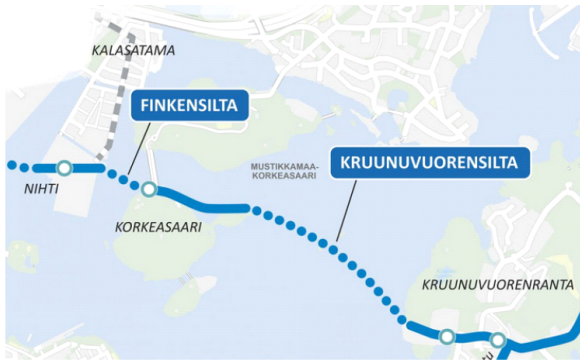 KALASATAMA
FINKENSILTA
MUSTIKKAMAA-
KORKEASAARI
KRUUNUVUORENSILTA
NIHTI
KORKEASAARI
KRUUNUVUORENRANTA